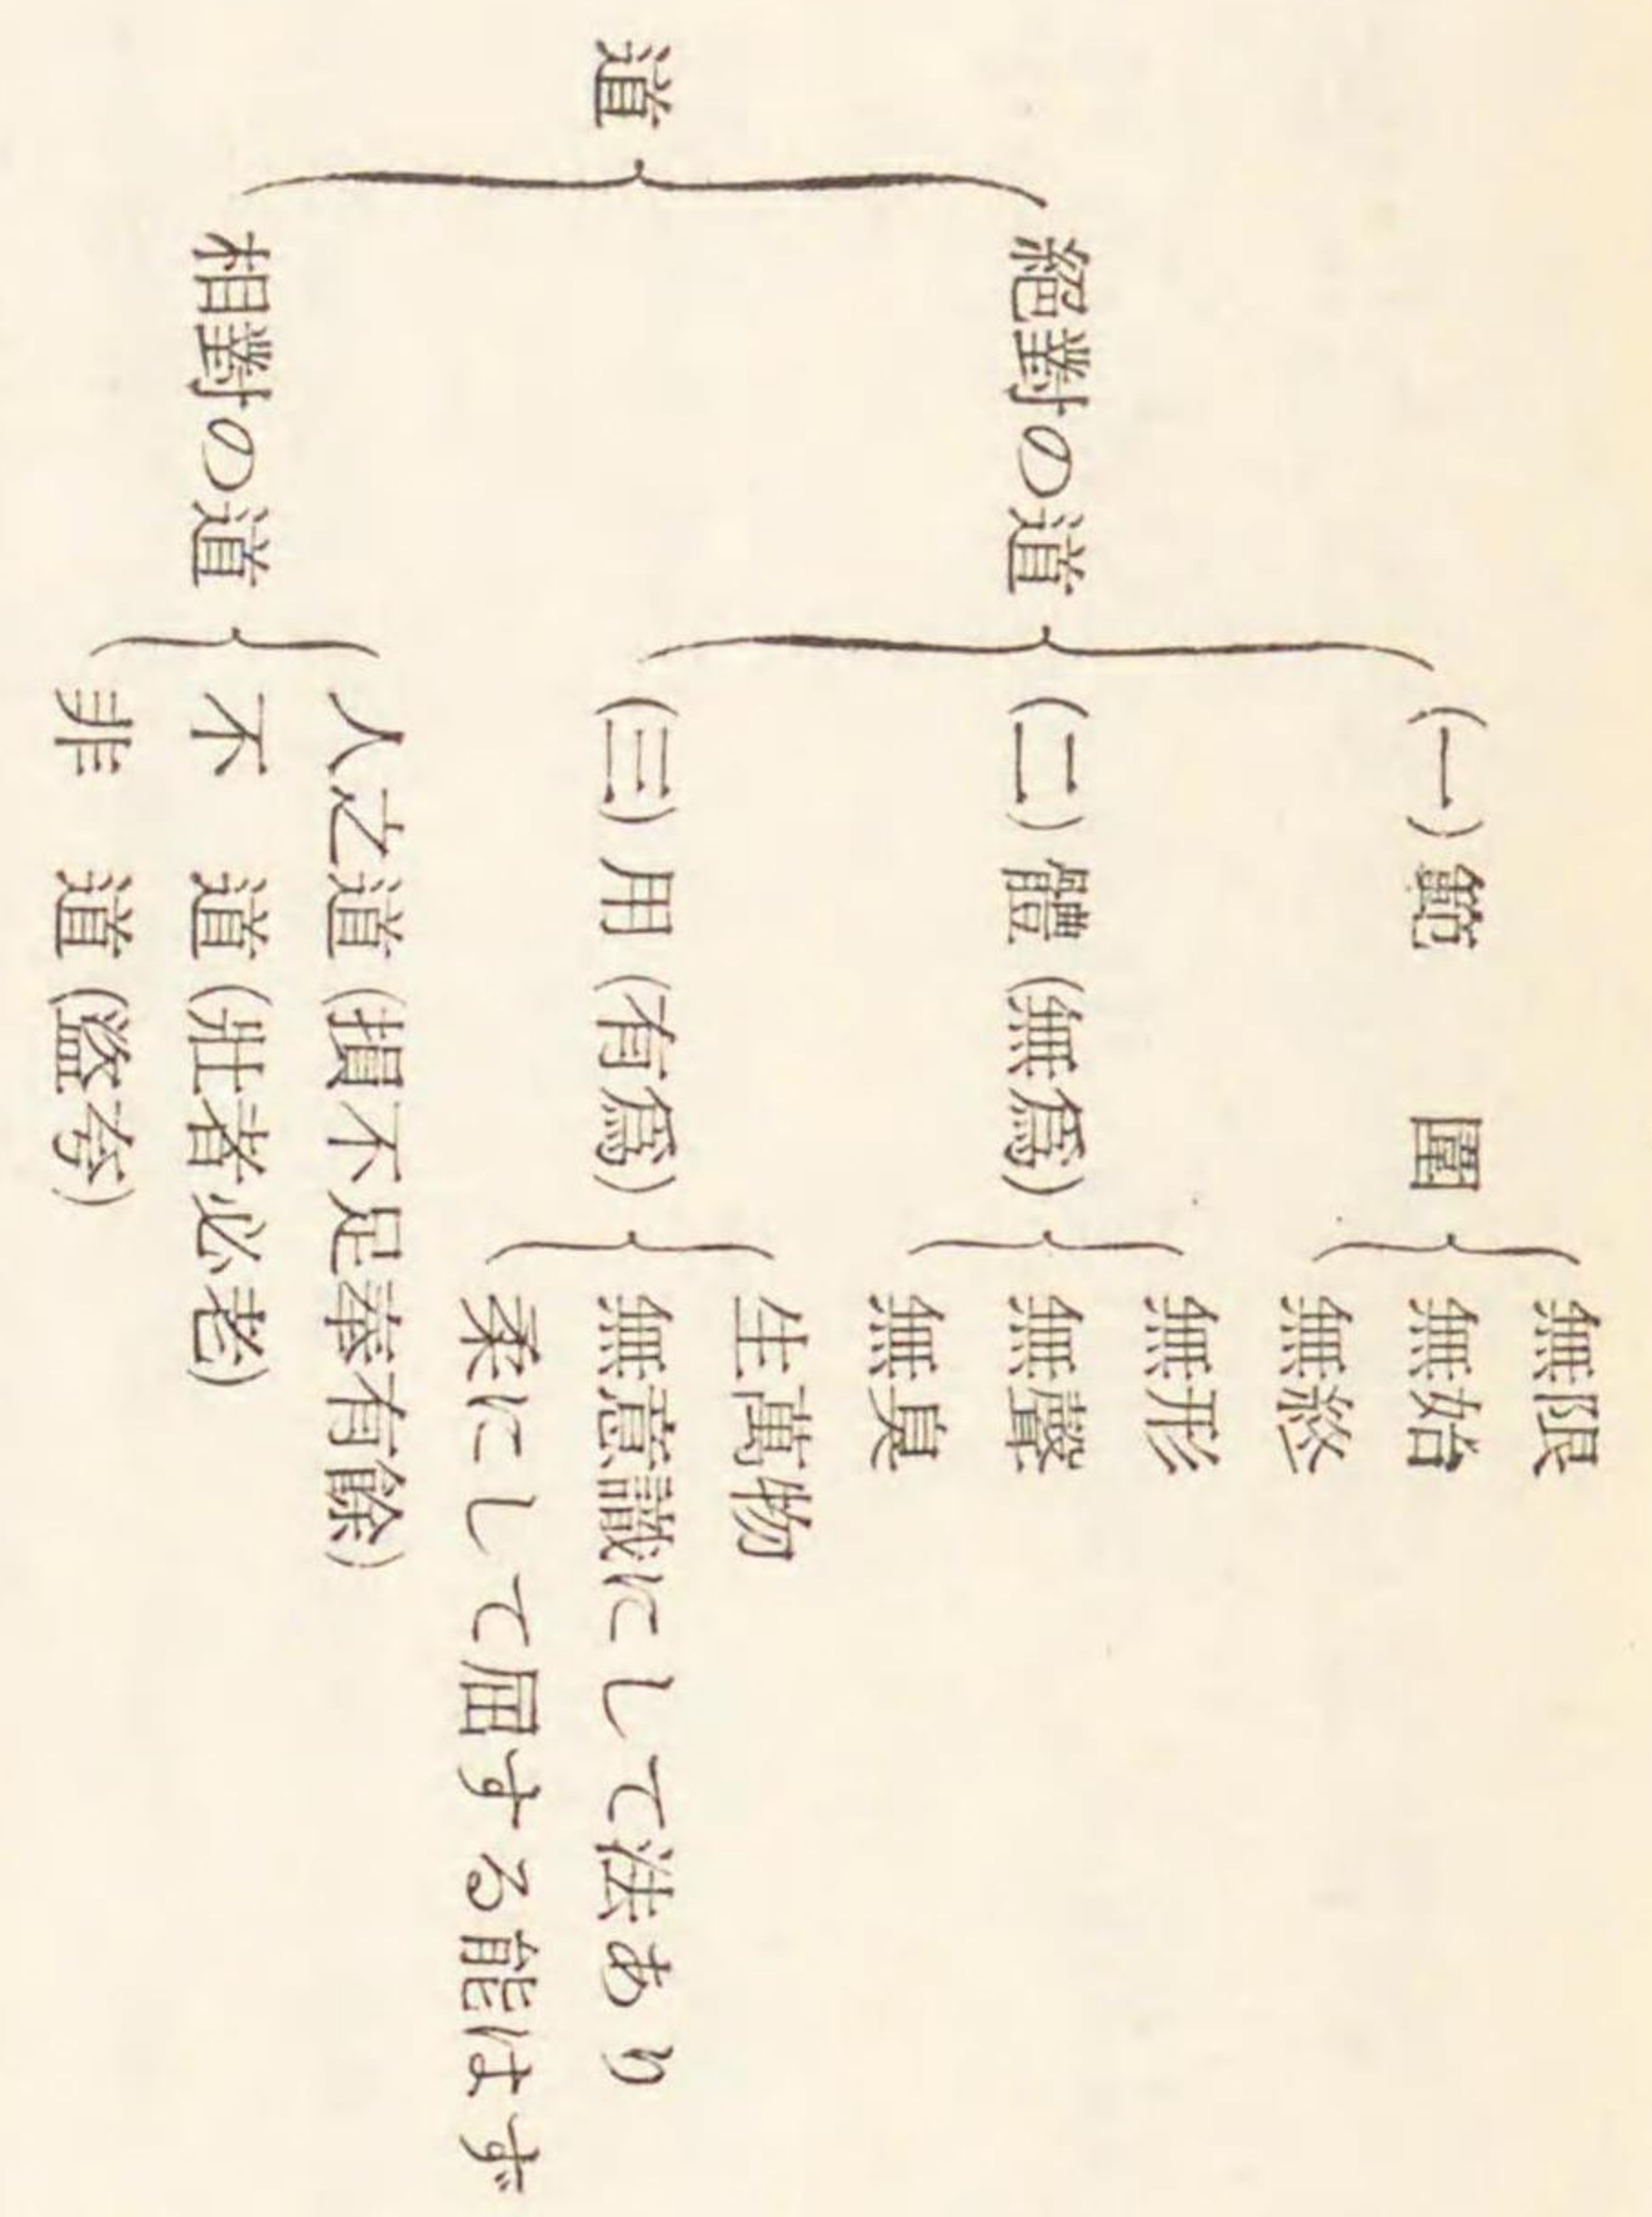 道
絕對の道
(一)範圍
無限
無始
無終
(二)體(無爲)
無形
無聲
無臭
(三)用(有爲)
生萬物
無意識にして法あり
柔にして屈する能はず
相對の道
人之道(損不足奉有餘)
不道(壯者必老)
非道(盜夸)